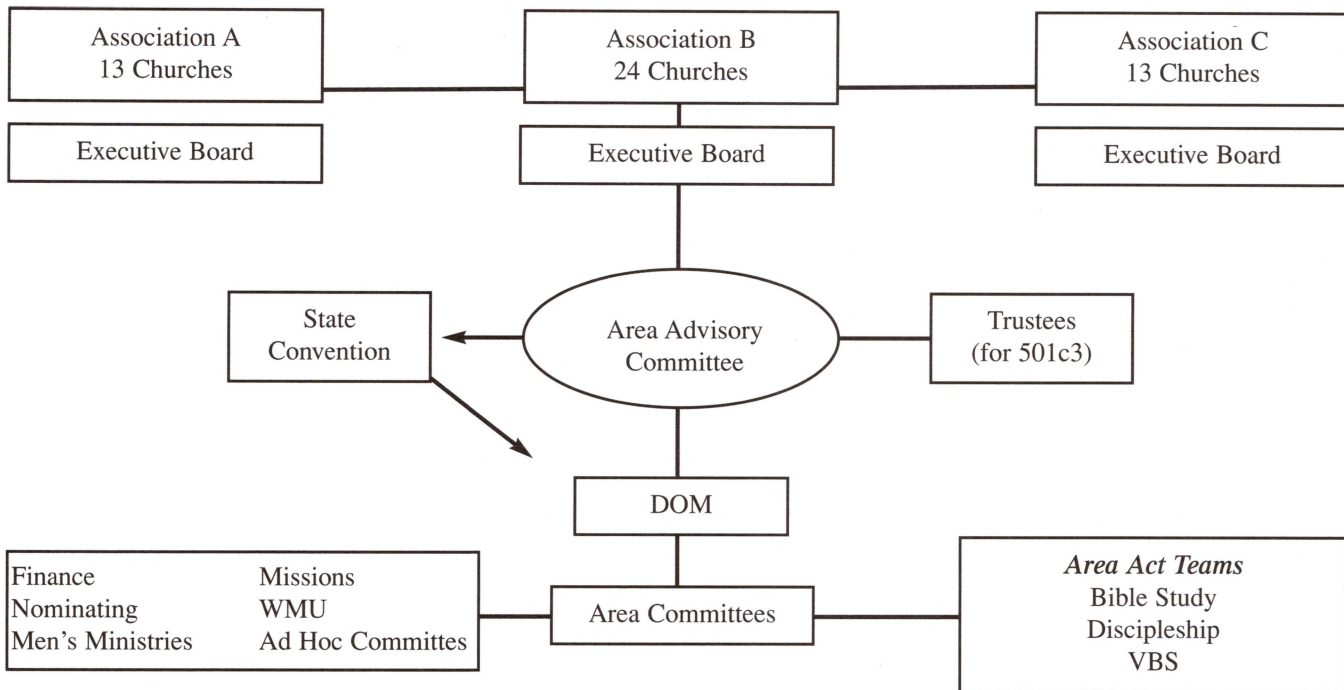 Association A
13 Churches
Association B
24 Churches
Association C
13 Churches
Executive Board
Executive Board
Executive Board
State
Convention
Area Advisory
Committee
Trustees
(for 501c3)
DOM
Finance Missions
Nominating WMU
Men's Ministries Ad Hoc Committes
Area Committees
Area Act Teams
Bible Study
Discipleship
VBS